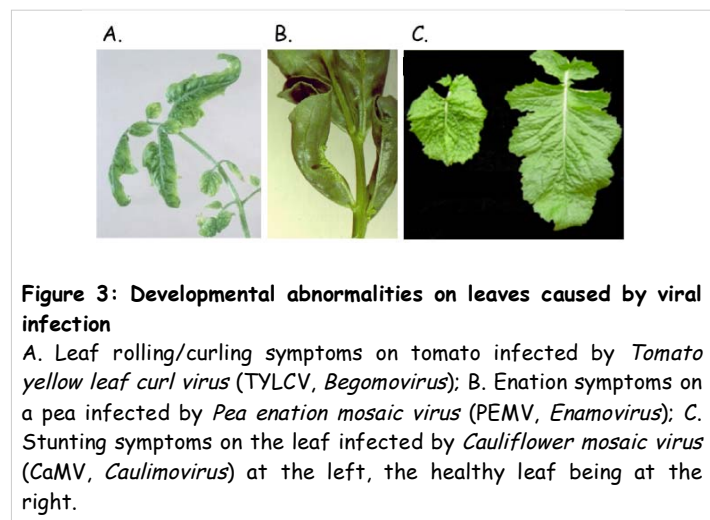 A. B. C.
Figure 3: Developmental abnormalities on leaves caused by viral
infection
A. Leaf rolling/curling symptoms on tomato infected by Tomato
yellow leaf curl virus (TYLCV, Begomovirus); B. Enation symptoms on
a pea infected by Pea enation mosaic virus (PEMV, Enamovirus); C.
Stunting symptoms on the leaf infected by Cauliflower mosaic virus
(CaMV, Caulimovirus) at the left, the healthy leaf being at the
right.